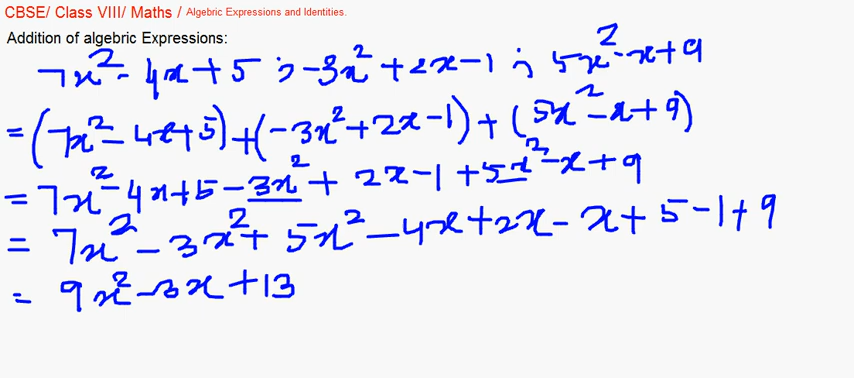 CBSE/ Class VIII/ Maths / Algebraic Expressions and Identities.
Addition of algebraic Expressions:
7x² - 4x + 5 ; -3x² + 2x - 1 ; 5x² - x + 9
= (7x² - 4x + 5) + (-3x² + 2x - 1) + (5x² - x + 9)
= 7x² - 4x + 5 - 3x² + 2x - 1 + 5x² - x + 9
= 7x² - 3x² + 5x² - 4x + 2x - x + 5 - 1 + 9
= 9x² - 3x + 13